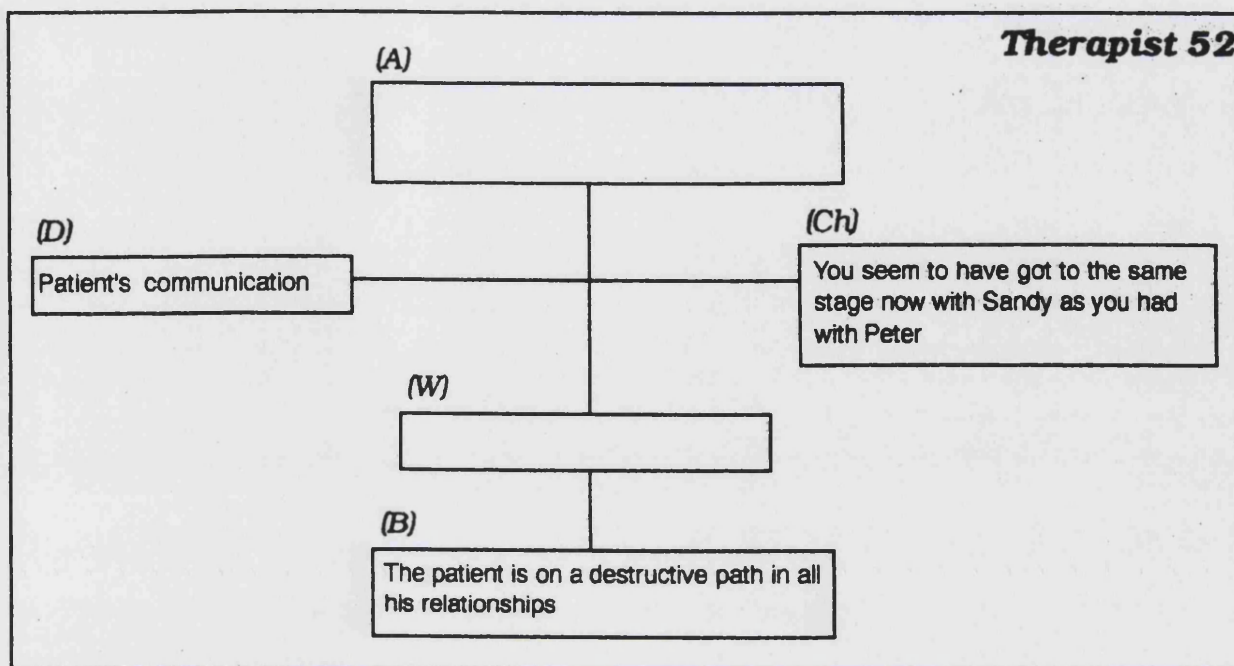 Therapist 52
(A)
(D)
Patient's communication
(Ch)
You seem to have got to the same
stage now with Sandy as you had
with Peter
(W)
(B)
The patient is on a destructive path in all
his relationships